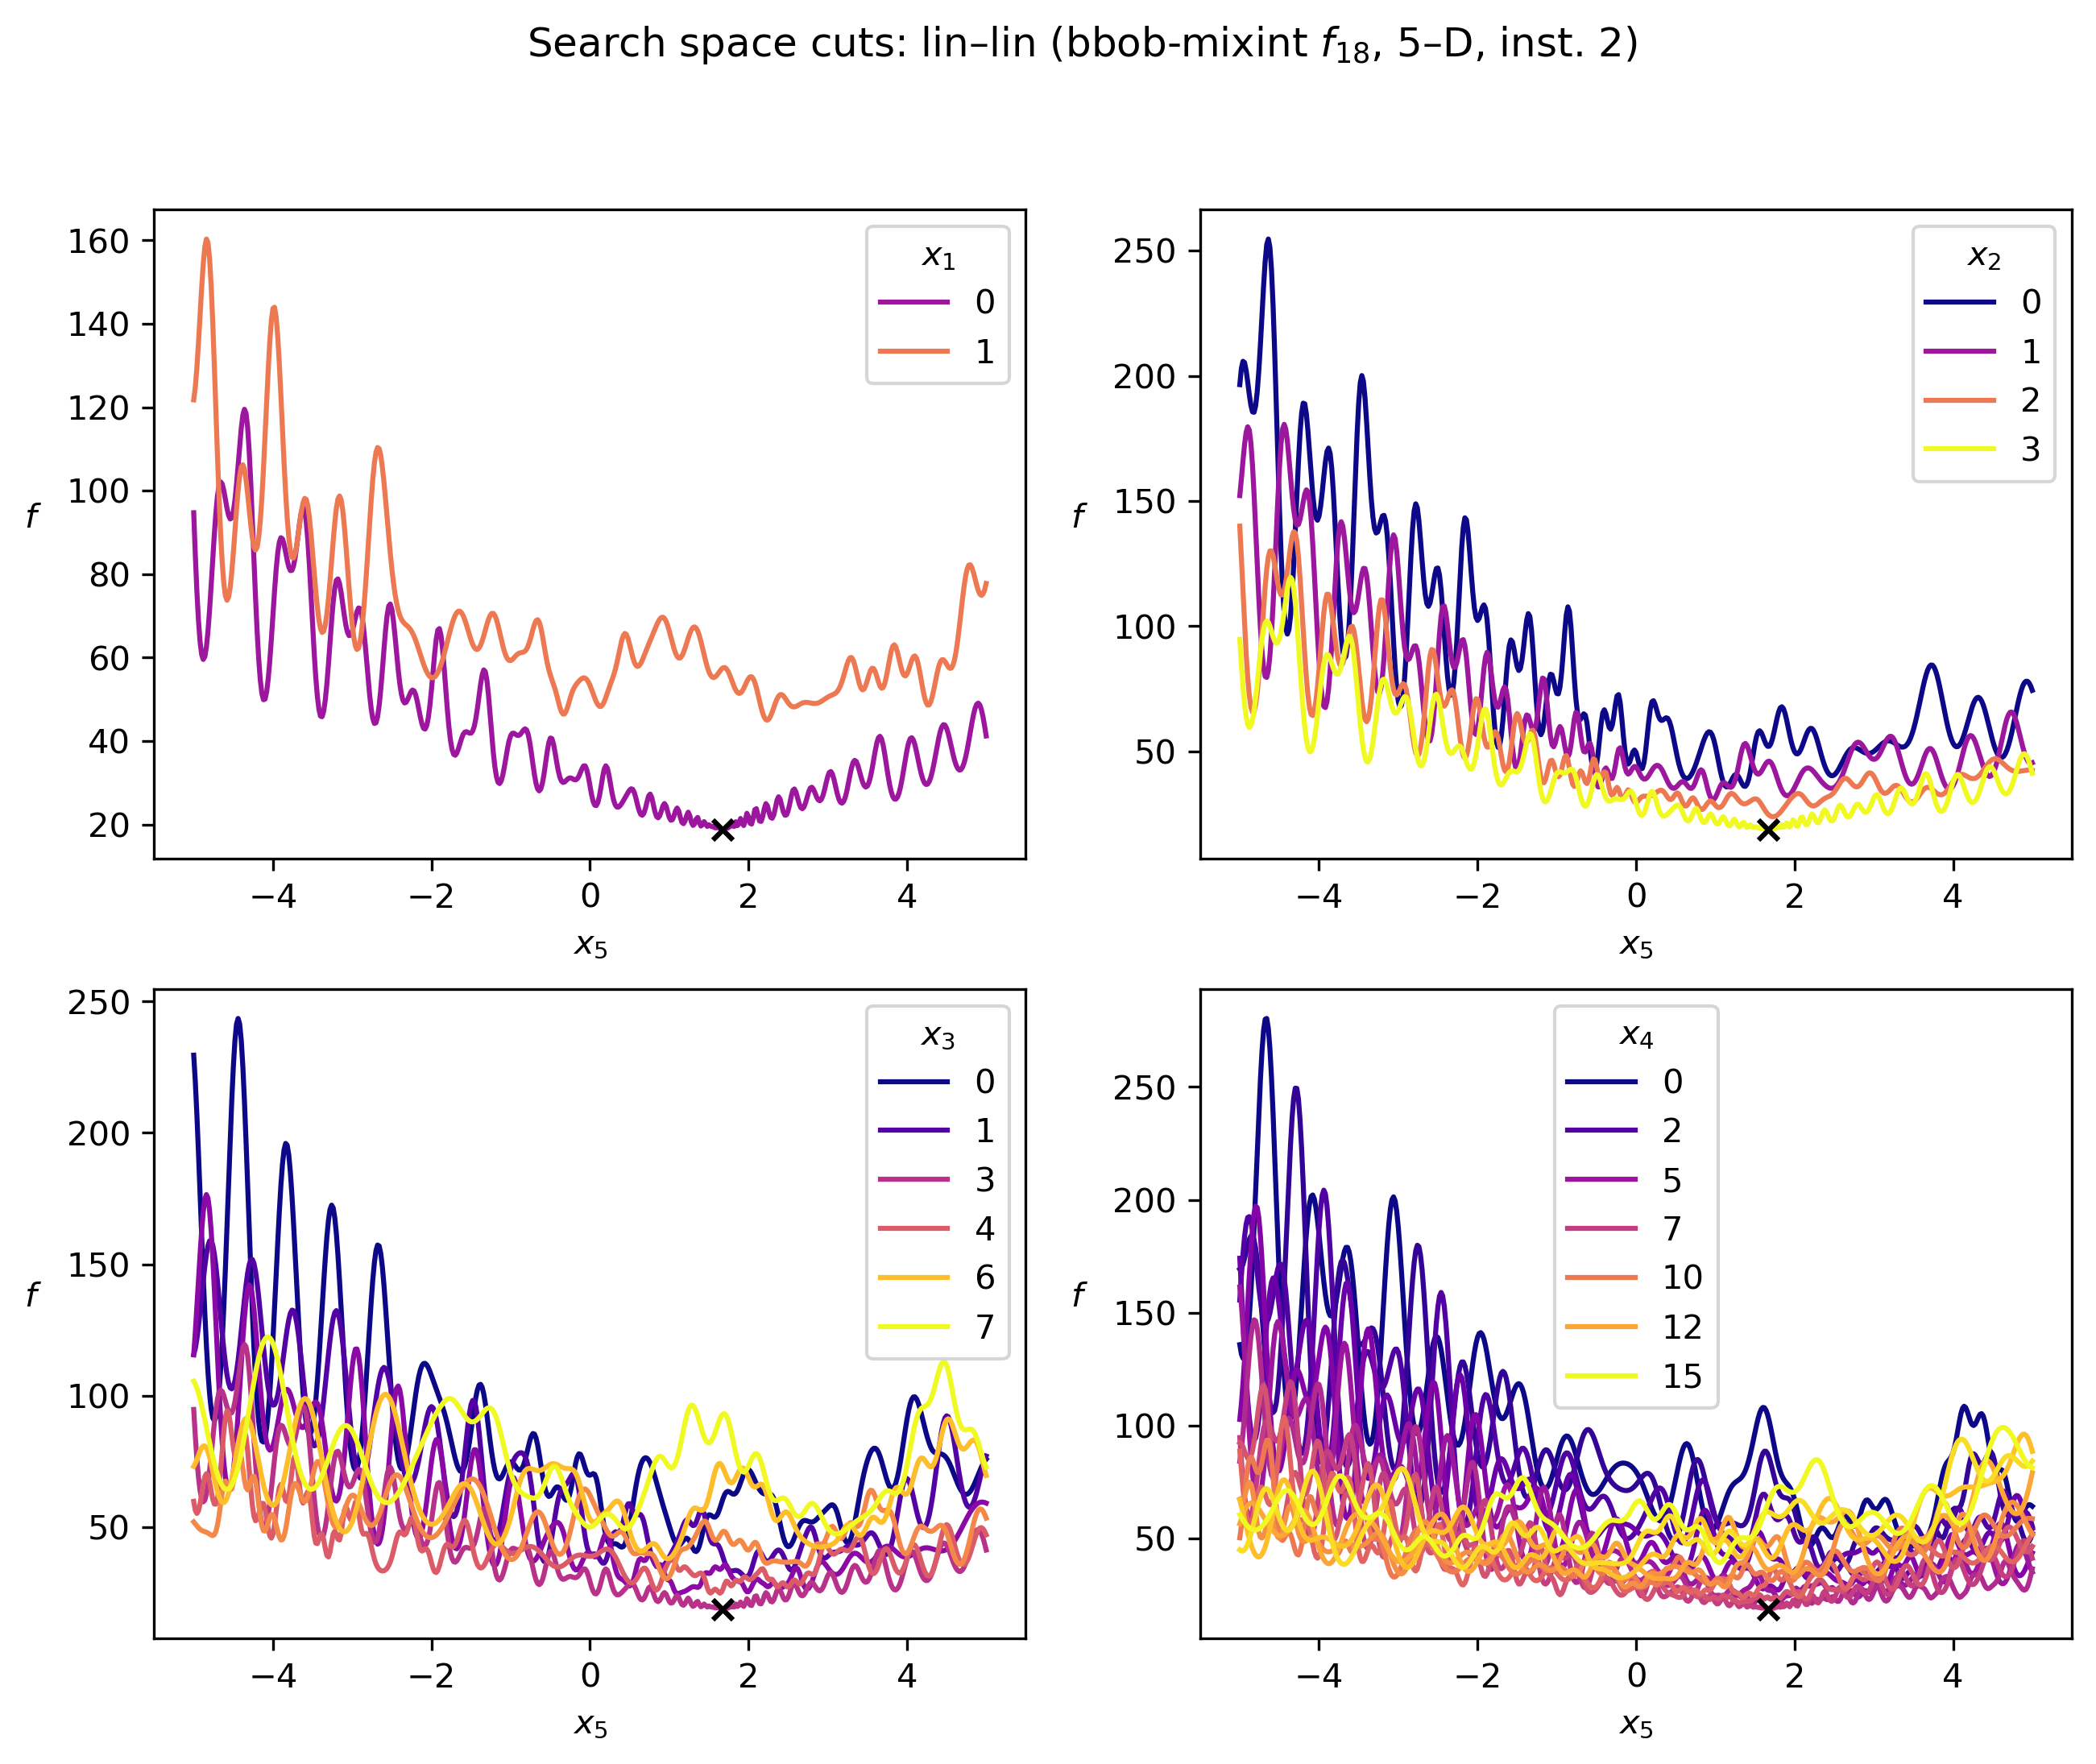 Search space cuts: lin–lin (bbob-mixint f₁₈, 5–D, inst. 2)
160
140
120
100
80
60
40
20
f
−4 −2 0 2 4
x₅
x₁
0
1
250
200
150
100
50
f
−4 −2 0 2 4
x₅
x₂
0
1
2
3
250
200
150
100
50
f
−4 −2 0 2 4
x₅
x₃
0
1
3
4
6
7
250
200
150
100
50
f
−4 −2 0 2 4
x₅
x₄
0
2
5
7
10
12
15